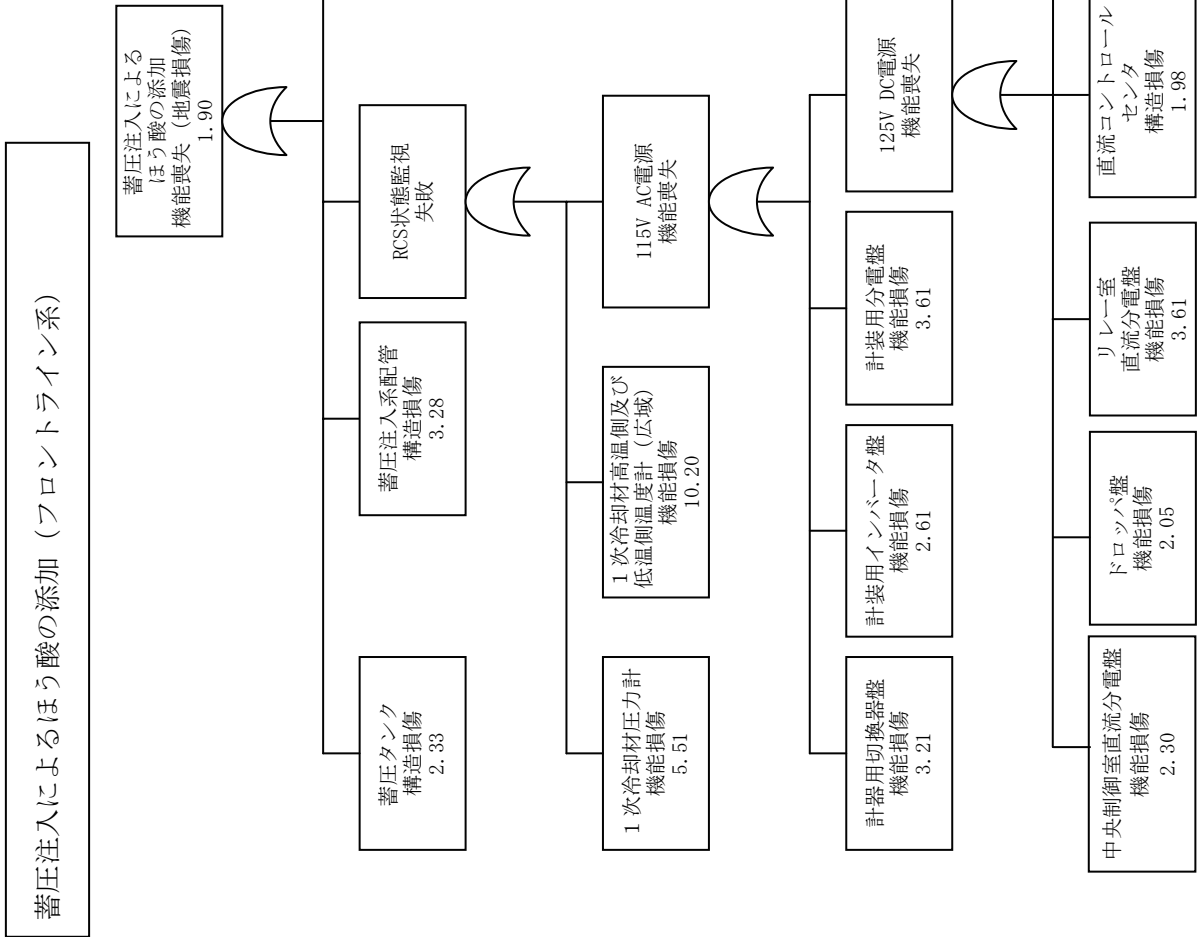 蓄圧注入によるほう酸の添加（フロントライン系）
蓄圧注入による
ほう酸の添加
機能喪失（地震損傷）
1.90
蓄圧タンク
構造損傷
2.33
蓄圧注入系配管
構造損傷
3.28
RCS状態監視
失敗
1次冷却材圧力計
機能損傷
5.51
1次冷却材高温側及び
低温側温度計（広域）
機能損傷
10.20
115V AC電源
機能喪失
計器用切換器盤
機能損傷
3.21
計装用インバータ盤
機能損傷
2.61
計装用分電盤
機能損傷
3.61
125V DC電源
機能喪失
中央制御室直流分電盤
機能損傷
2.30
ドロッパ盤
機能損傷
2.05
リレー室
直流分電盤
機能損傷
3.61
直流コントロール
センタ
構造損傷
1.98